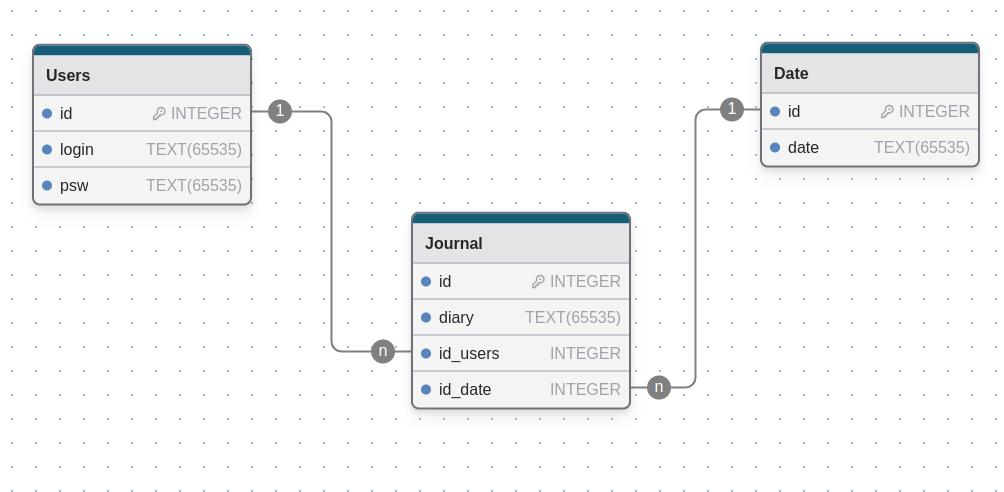 Users
id INTEGER
login TEXT(65535)
psw TEXT(65535)
1
n
Journal
id INTEGER
diary TEXT(65535)
id_users INTEGER
id_date INTEGER
n
1
Date
id INTEGER
date TEXT(65535)